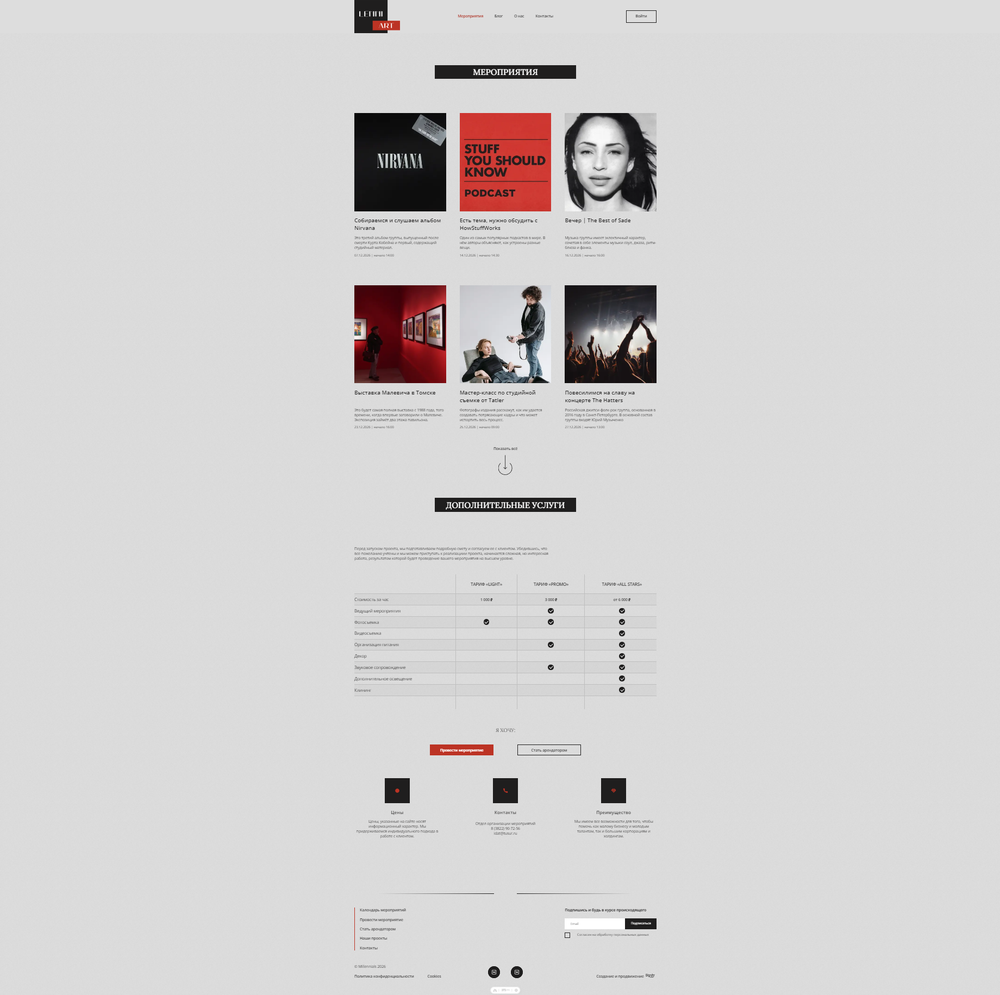 LENNI
ART
Мероприятия
Блог
О нас
Контакты
Войти
МЕРОПРИЯТИЯ
NIRVANA
STUFF
YOU SHOULD
KNOW
PODCAST
Собираемся и слушаем альбом
Nirvana
Это третий альбом группы, выпущенный после
смерти Курта Кобейна и первый, содержащий
студийный материал.
07.12.2026 | начало 14:00
Есть тема, нужно обсудить с
HowStuffWorks
Один из самых популярных подкастов в мире. В
нём авторы объясняют, как устроены разные
вещи.
14.12.2026 | начало 14:30
Вечер | The Best of Sade
Музыка группы имеет эклектичный характер,
сочетая в себе элементы музыки соул, джаза, ритм-
блюза и фанка.
16.12.2026 | начало 16:00
Выставка Малевича в Томске
Это будет самая полная выставка с 1988 года, того
времени, когда впервые заговорили о Малевиче.
Экспозиция займёт два этажа павильона.
23.12.2026 | начало 16:00
Мастер-класс по студийной
съемке от Tatler
Фотографы издания расскажут, как им удается
создавать потрясающие кадры и что может
испортить весь процесс.
25.12.2026 | начало 09:00
Повесилимся на славу на
концерте The Hatters
Российская джипси-фолк-рок группа, основанная в
2016 году в Санкт-Петербурге. В основной состав
группы входят Юрий Музыченко
27.12.2026 | начало 13:00
Показать всё
ДОПОЛНИТЕЛЬНЫЕ УСЛУГИ
Перед запуском проекта, мы подготавливаем подробную смету и согласуем ее с клиентом. Убедившись, что
все пожеланию учтены и мы можем приступать к реализациии проекта, начинается сложная, но интересная
работа, результатом которой будет проведение вашего мероприятия на высшем уровне.
ТАРИФ «LIGHT»
ТАРИФ «PROMO»
ТАРИФ «ALL STARS»
Стоимость за час
1 000 ₽
3 000 ₽
от 6 000 ₽
Ведущий мероприятия
Фотосъемка
Видеосъемка
Организация питания
Декор
Звуковое сопровождение
Дополнительное освещение
Клининг
Я ХОЧУ:
Провести мероприятие
Стать арендатором
Цены
Цены, указанные на сайте носят
информационный характер. Мы
придерживаемся индивидуального подхода в
работе с клиентом.
Контакты
Отдел организации мероприятий
8 (3822) 90-72-56
idat@tusur.ru
Преимущество
Мы имеем все возможности для того, чтобы
помочь как малому бизнесу и молодым
талантам, так и большим корпорациям и
холдингам.
Календарь мероприятий
Провести мероприятие
Стать арендатором
Наши проекты
Контакты
Подпишись и будь в курсе происходящего
Email
Подписаться
Согласен на обработку персональных данных
© Millennials 2026
Политика конфиденциальности
Cookies
Создание и продвижение